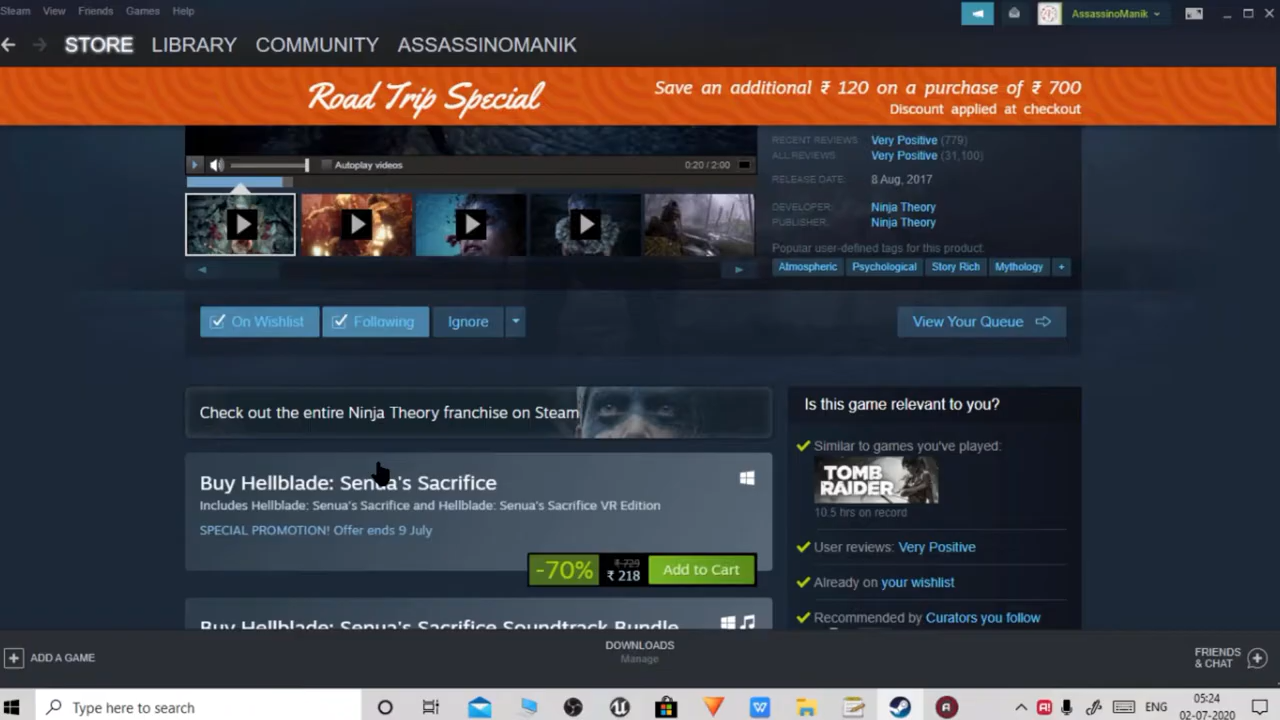 Steam View Friends Games Help
AssassinoManik
STORE LIBRARY COMMUNITY ASSASSINOMANIK
Road Trip Special
Save an additional ₹ 120 on a purchase of ₹ 700
Discount applied at checkout
RECENT REVIEWS: Very Positive (779)
ALL REVIEWS: Very Positive (31,100)
Autoplay videos
0:20 / 2:00
RELEASE DATE: 8 Aug, 2017
DEVELOPER: Ninja Theory
PUBLISHER: Ninja Theory
Popular user-defined tags for this product:
Atmospheric Psychological Story Rich Mythology +
On Wishlist Following Ignore
View Your Queue
Check out the entire Ninja Theory franchise on Steam
Buy Hellblade: Senua's Sacrifice
Includes Hellblade: Senua's Sacrifice and Hellblade: Senua's Sacrifice VR Edition
SPECIAL PROMOTION! Offer ends 9 July
-70% ₹ 729 ₹ 218 Add to Cart
Buy Hellblade: Senua's Sacrifice Soundtrack Bundle
Is this game relevant to you?
Similar to games you've played:
TOMB RAIDER
10.5 hrs on record
User reviews: Very Positive
Already on your wishlist
Recommended by Curators you follow
+ ADD A GAME
DOWNLOADS
Manage
FRIENDS
& CHAT +
Type here to search
ENG
05:24
02-07-2020